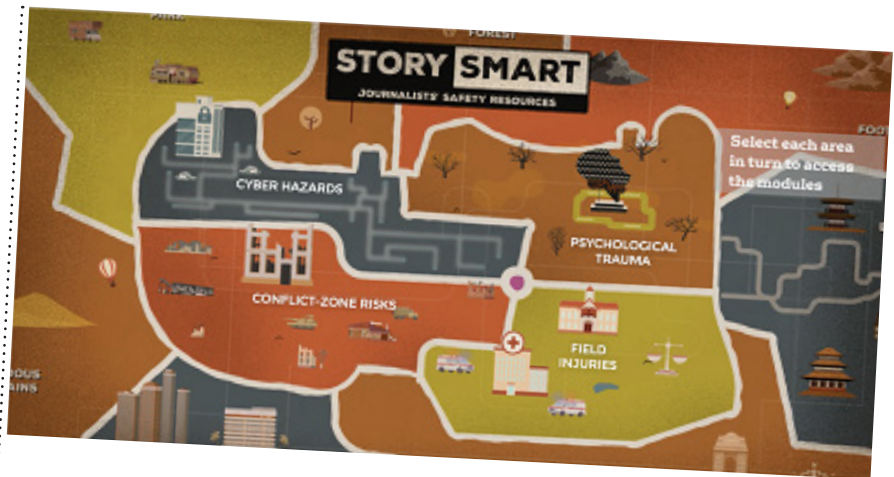 FOREST
STORY SMART
JOURNALISTS' SAFETY RESOURCES
Select each area
in turn to access
the modules
CYBER HAZARDS
PSYCHOLOGICAL
TRAUMA
CONFLICT-ZONE RISKS
FIELD
INJURIES